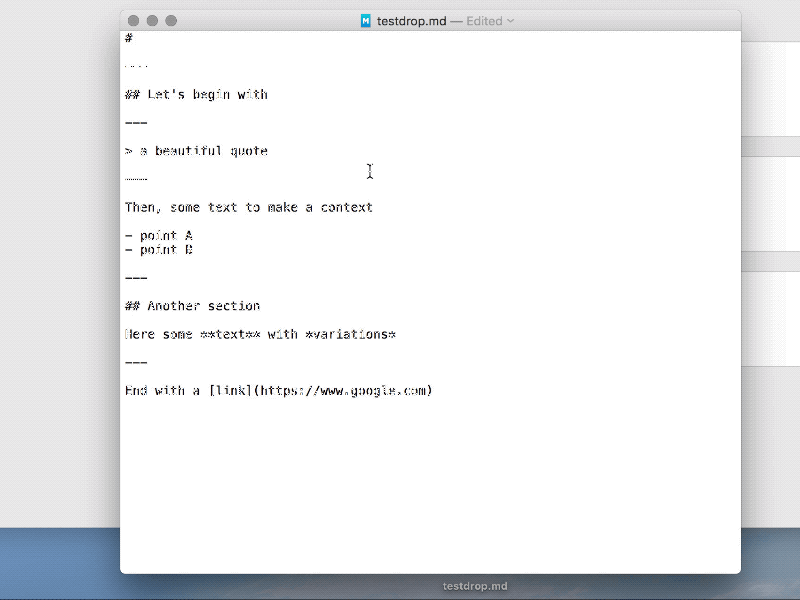 testdrop.md — Edited
#
## Let's begin with
---
> a beautiful quote
---
Then, some text to make a context
- point A
- point B
---
## Another section
Here some **text** with *variations*
---
End with a [link](https://www.google.com)
testdrop.md